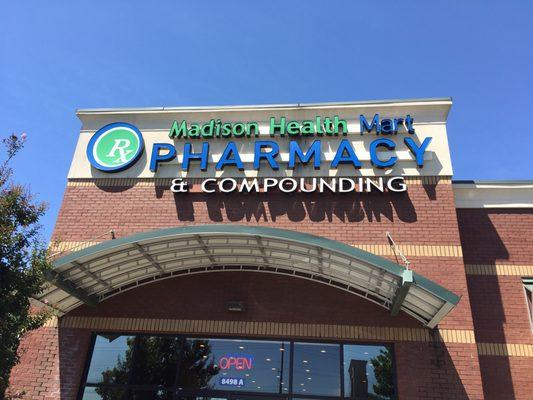 Rx
Madison Health Mart
PHARMACY
& COMPOUNDING
OPEN
8498 A